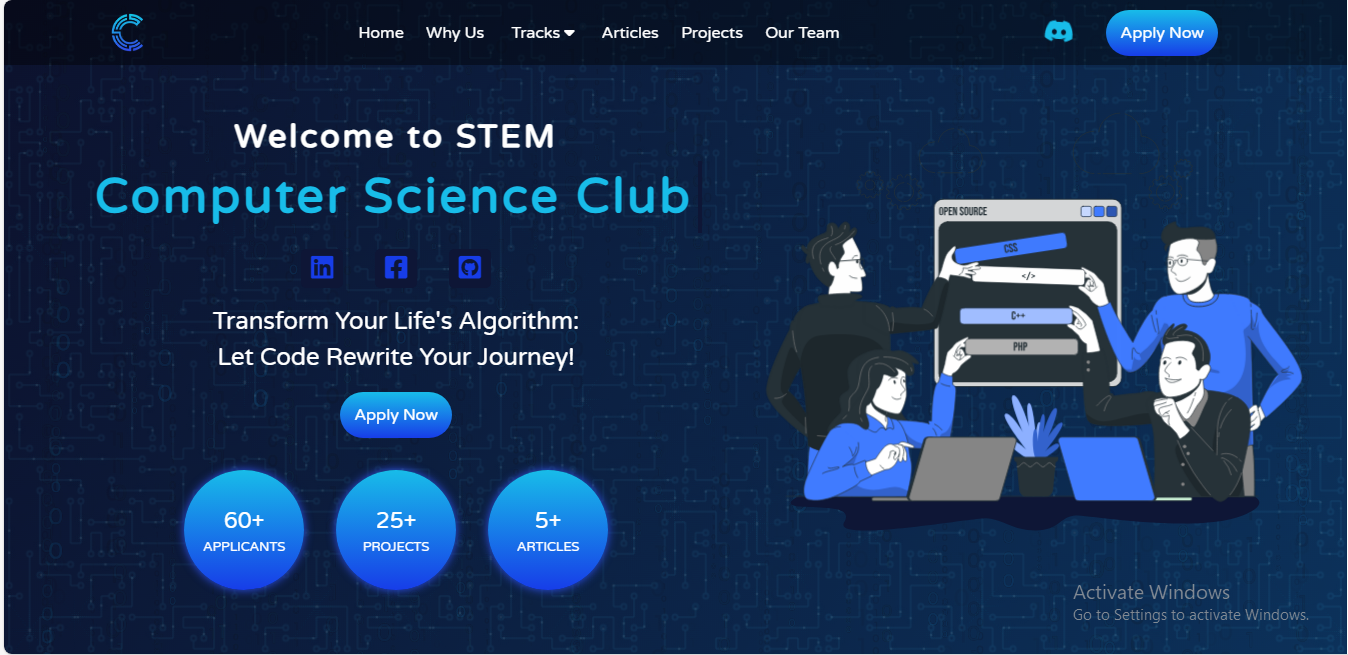 Home Why Us Tracks Articles Projects Our Team Apply Now
Welcome to STEM
Computer Science Club
Transform Your Life's Algorithm:
Let Code Rewrite Your Journey!
Apply Now
60+
APPLICANTS
25+
PROJECTS
5+
ARTICLES
OPEN SOURCE
CSS
</>
C++
PHP
Activate Windows
Go to Settings to activate Windows.